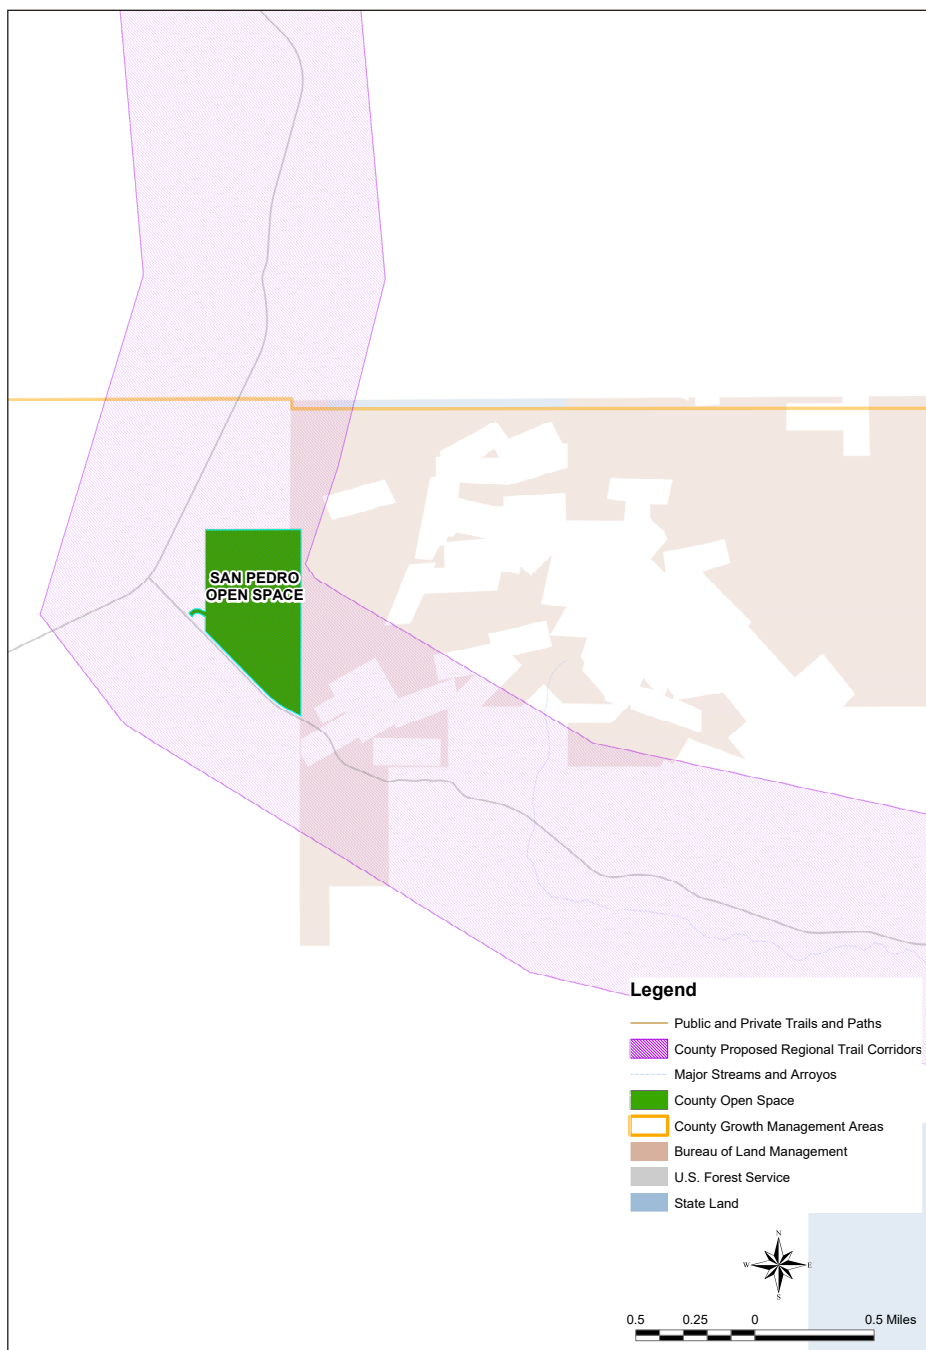 SAN PEDRO
OPEN SPACE
Legend
Public and Private Trails and Paths
County Proposed Regional Trail Corridors
Major Streams and Arroyos
County Open Space
County Growth Management Areas
Bureau of Land Management
U.S. Forest Service
State Land
N
W E
S
0.5 0.25 0 0.5 Miles